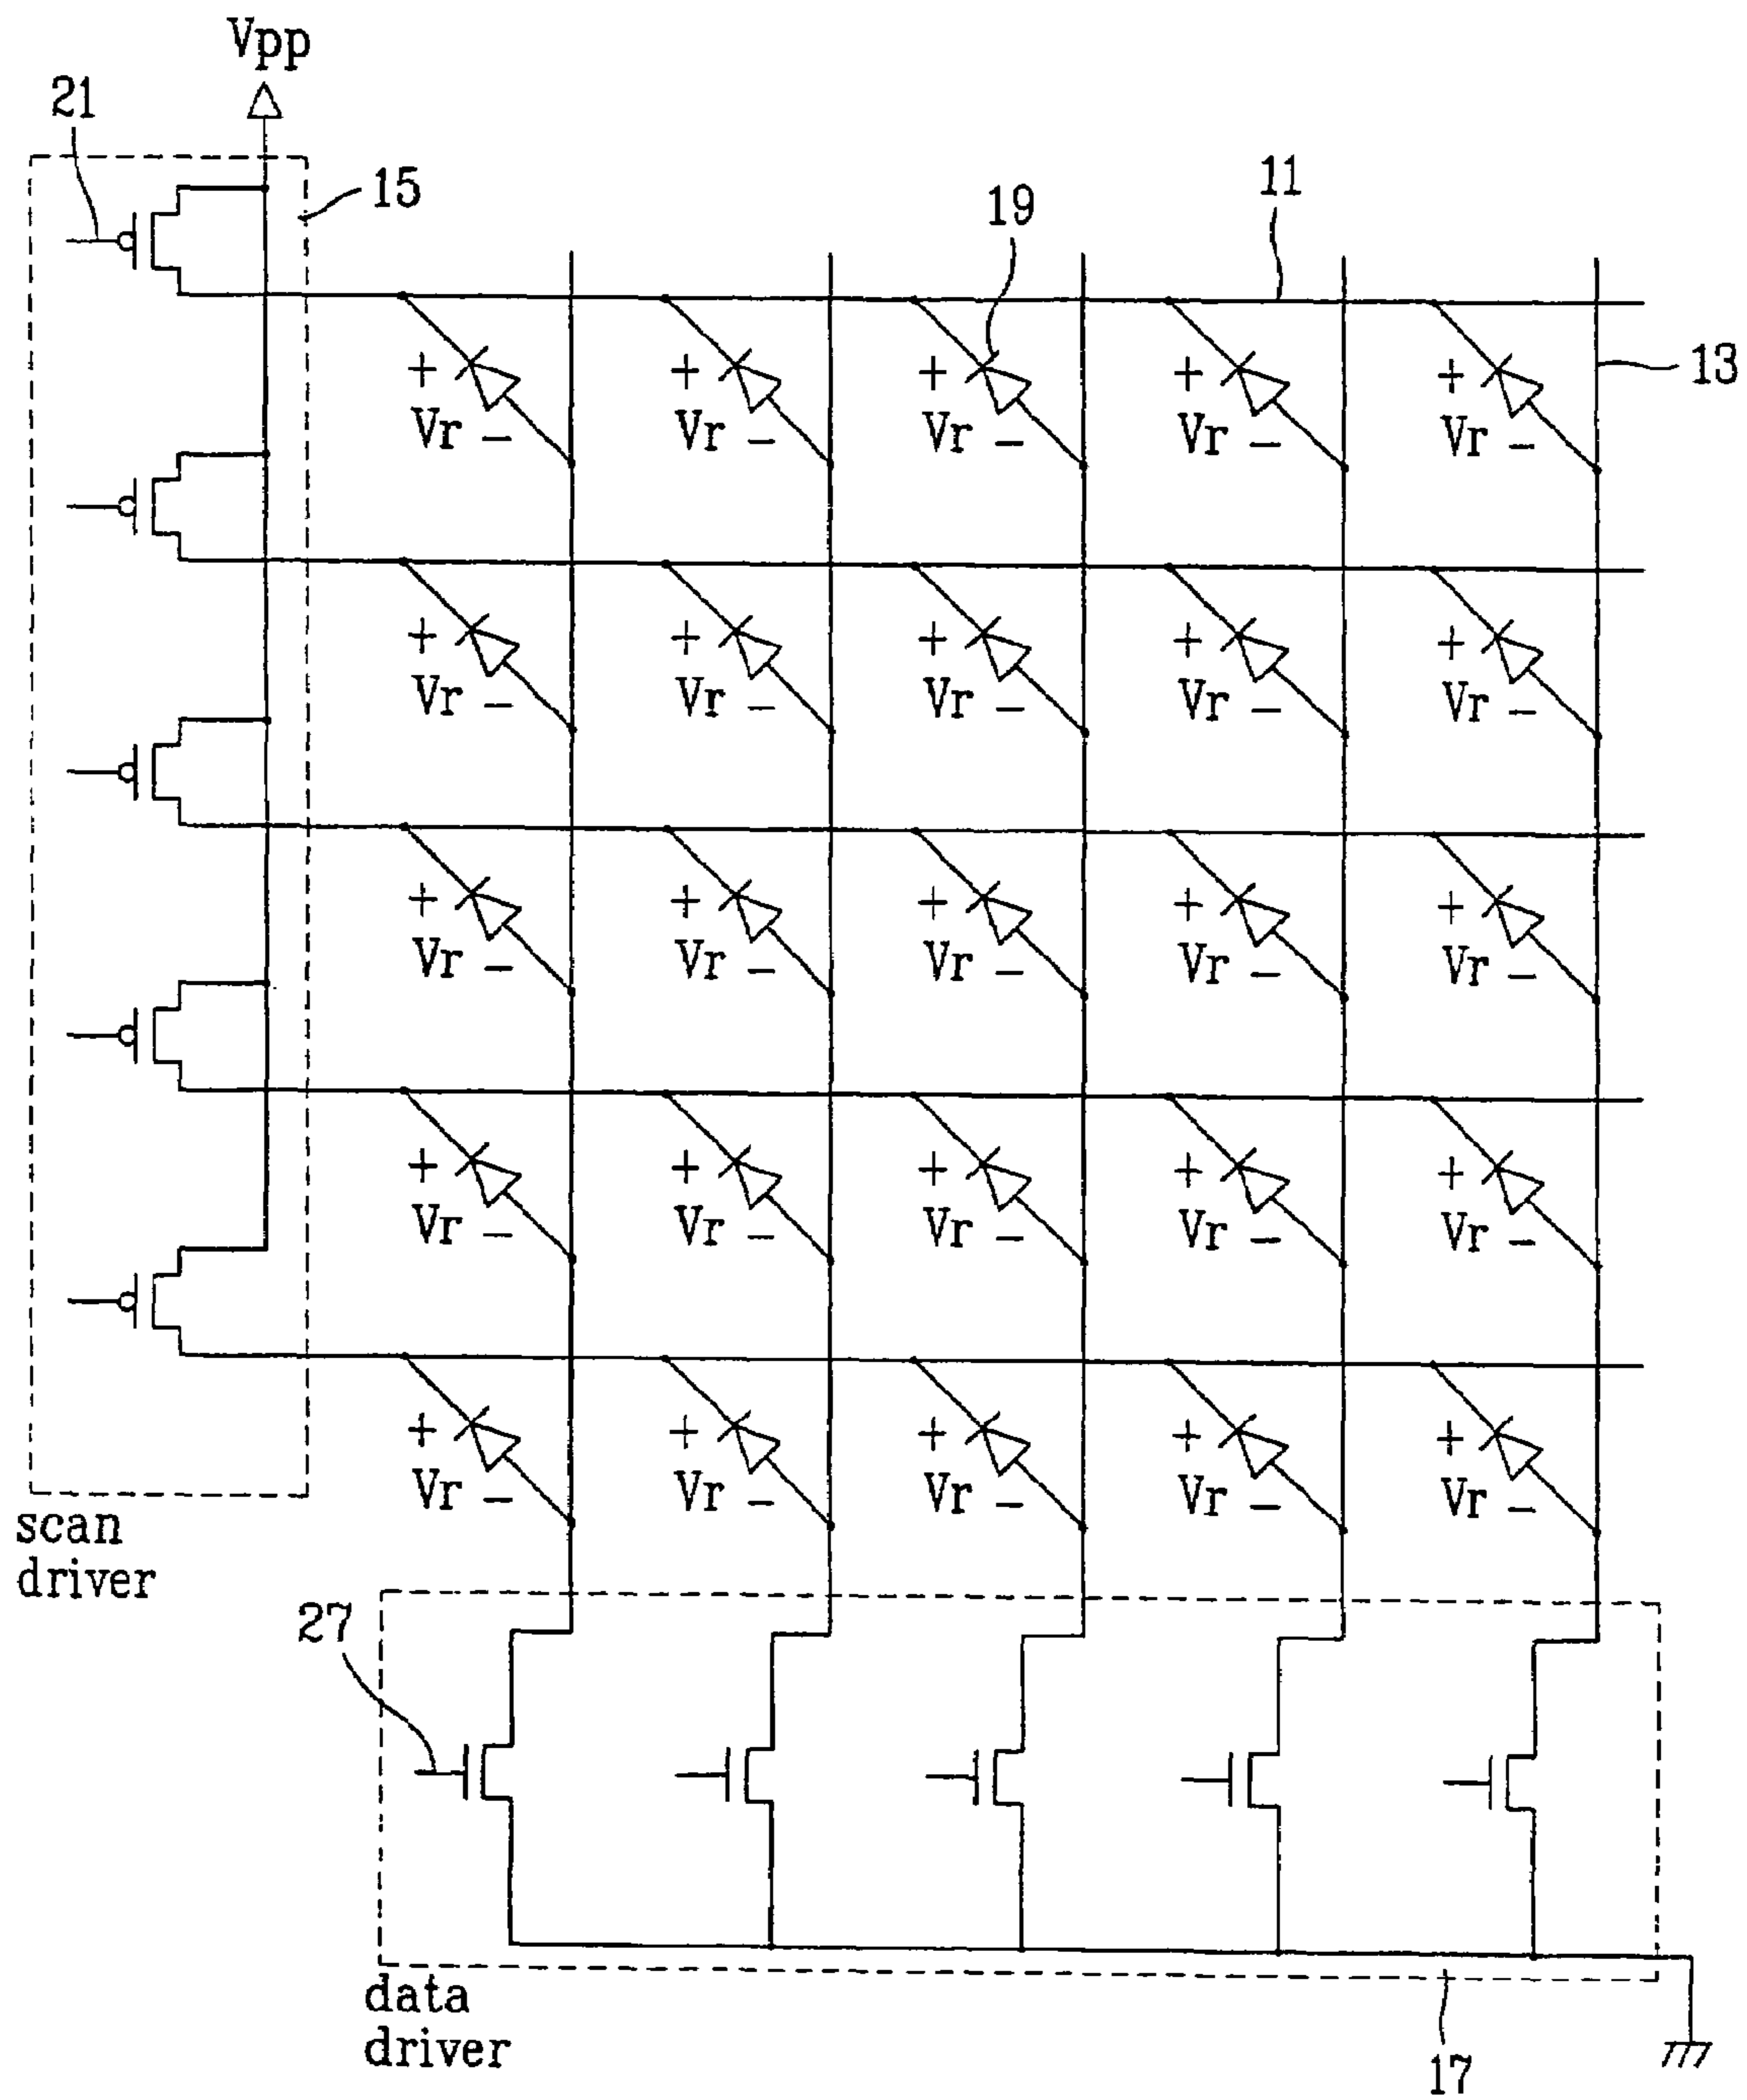 Vpp
21
15
11
19
13
+ + + + +
Vr - Vr - Vr - Vr - Vr -
+ + + + +
Vr - Vr - Vr - Vr - Vr -
+ + + + +
Vr - Vr - Vr - Vr - Vr -
+ + + + +
Vr - Vr - Vr - Vr - Vr -
+ + + + +
Vr - Vr - Vr - Vr - Vr -
scan
driver
27
data
driver
17